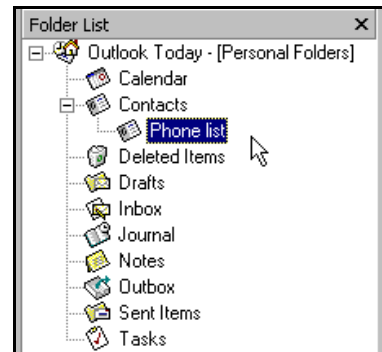 Folder List
Outlook Today - [Personal Folders]
Calendar
Contacts
Phone list
Deleted Items
Drafts
Inbox
Journal
Notes
Outbox
Sent Items
Tasks